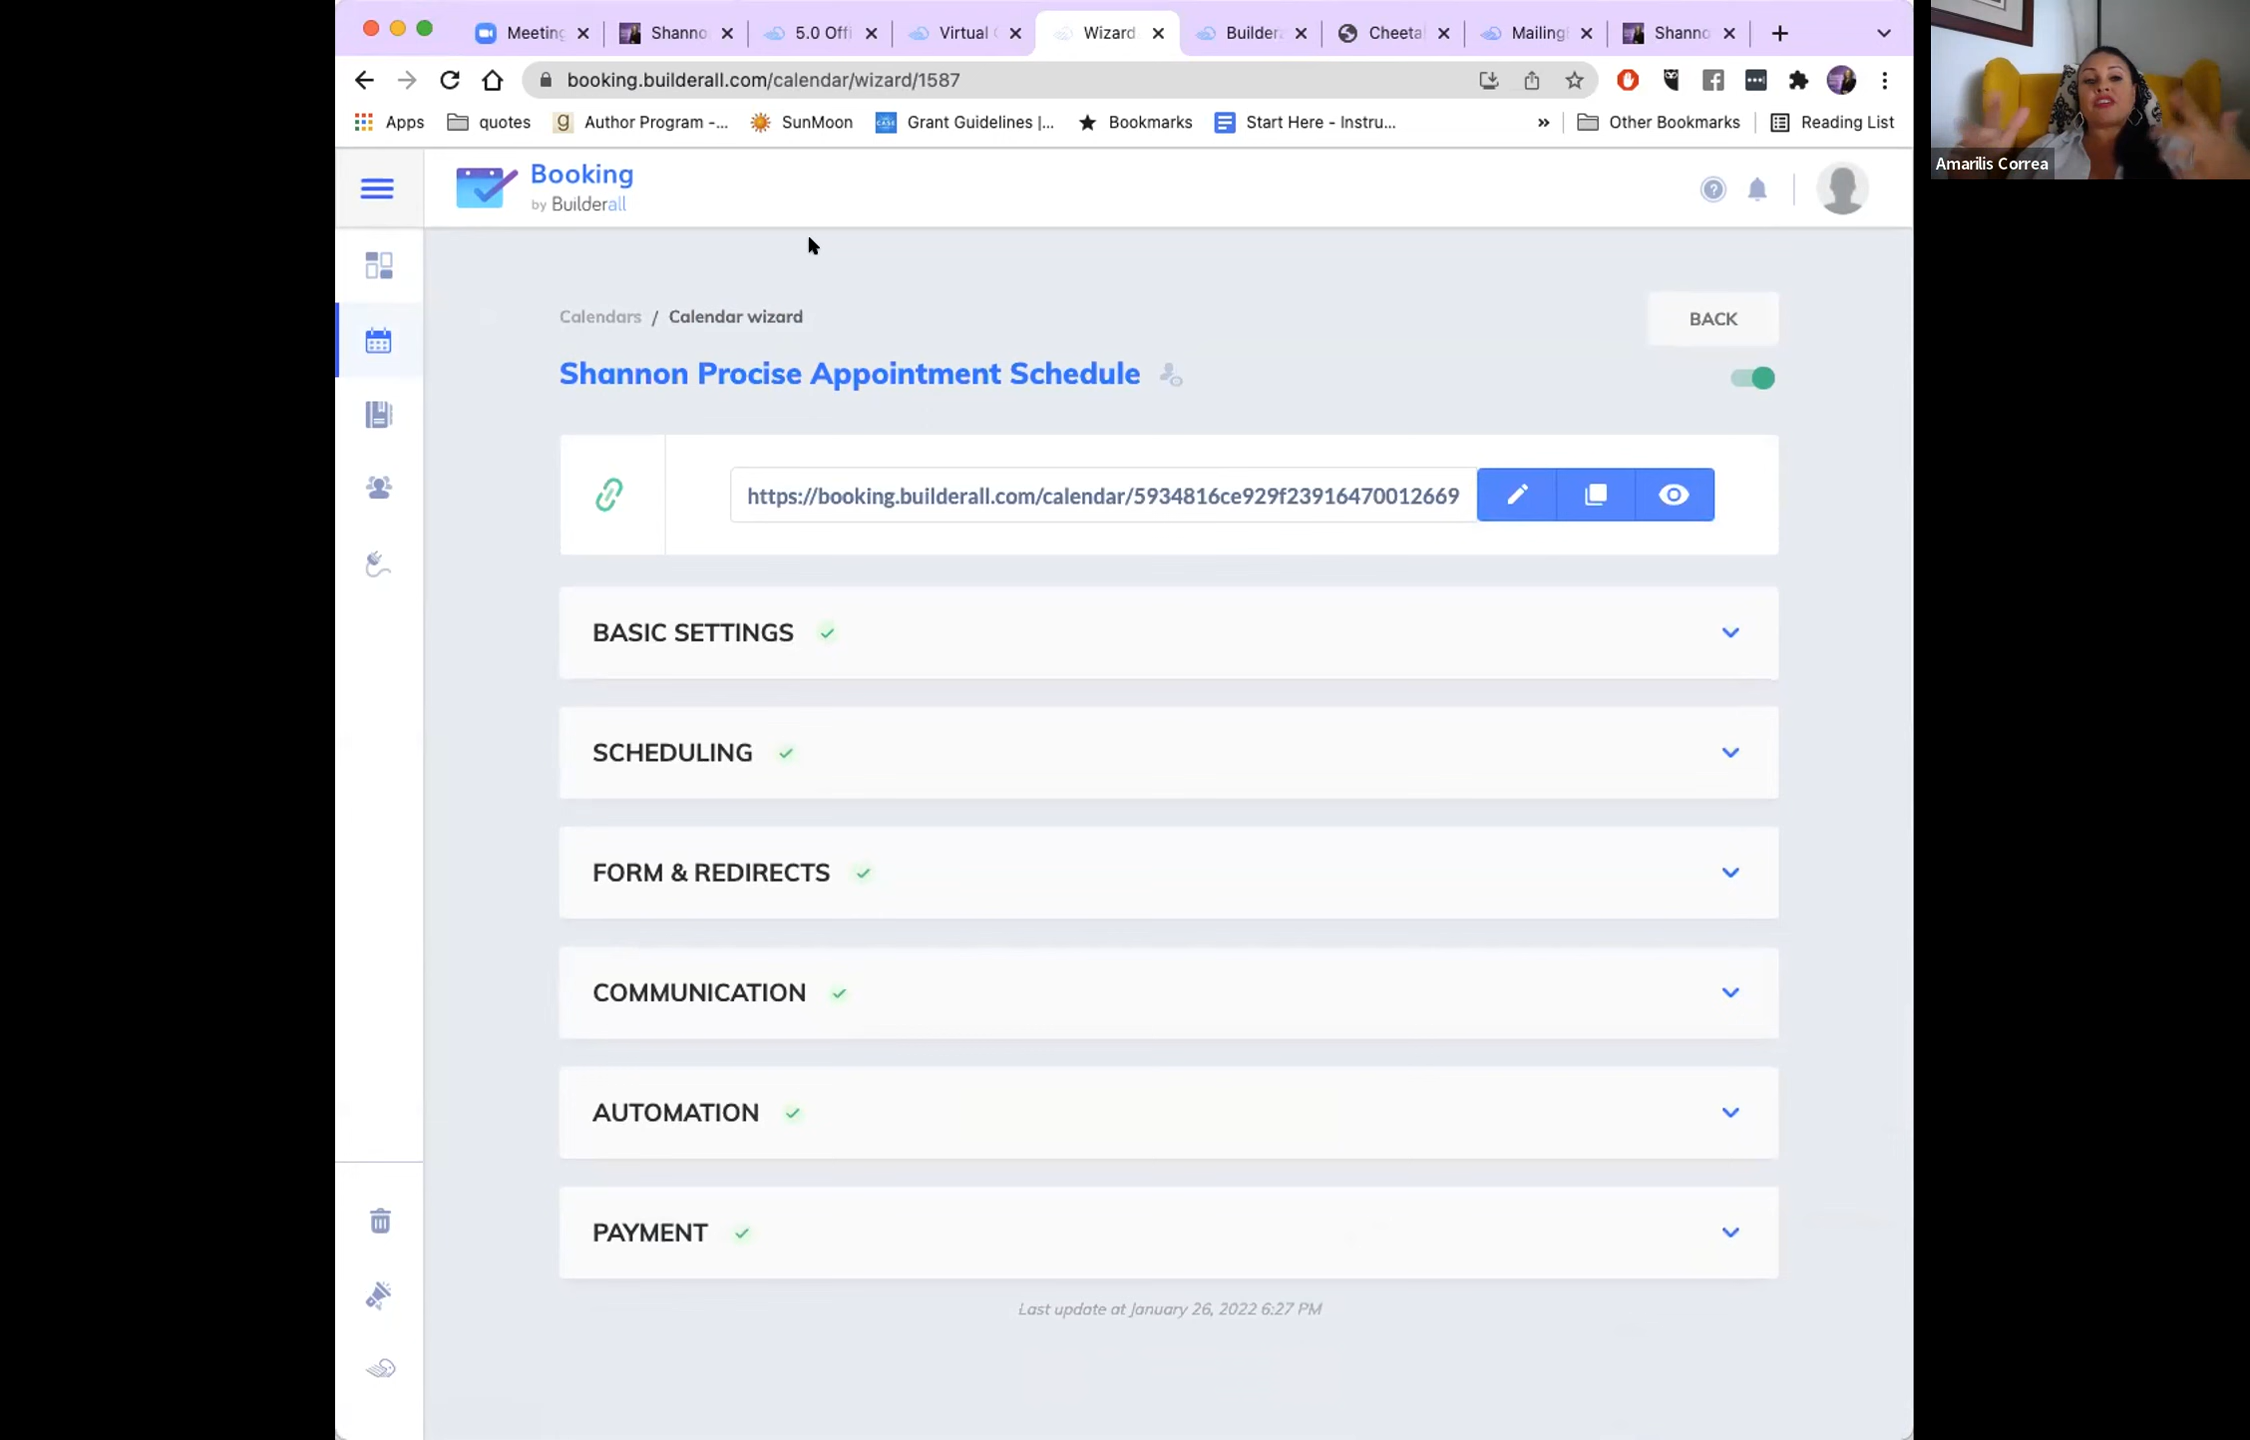 Meeting Shanno 5.0 Offi Virtual Wizard Builder Cheeta Mailing Shanno
booking.builderall.com/calendar/wizard/1587
Apps quotes Author Program -... SunMoon Grant Guidelines |... Bookmarks Start Here - Instru... » Other Bookmarks Reading List
Amarilis Correa
Booking
by Builderall
Calendars / Calendar wizard
BACK
Shannon Procise Appointment Schedule
https://booking.builderall.com/calendar/5934816ce929f23916470012669
BASIC SETTINGS
SCHEDULING
FORM & REDIRECTS
COMMUNICATION
AUTOMATION
PAYMENT
Last update at January 26, 2022 6:27 PM